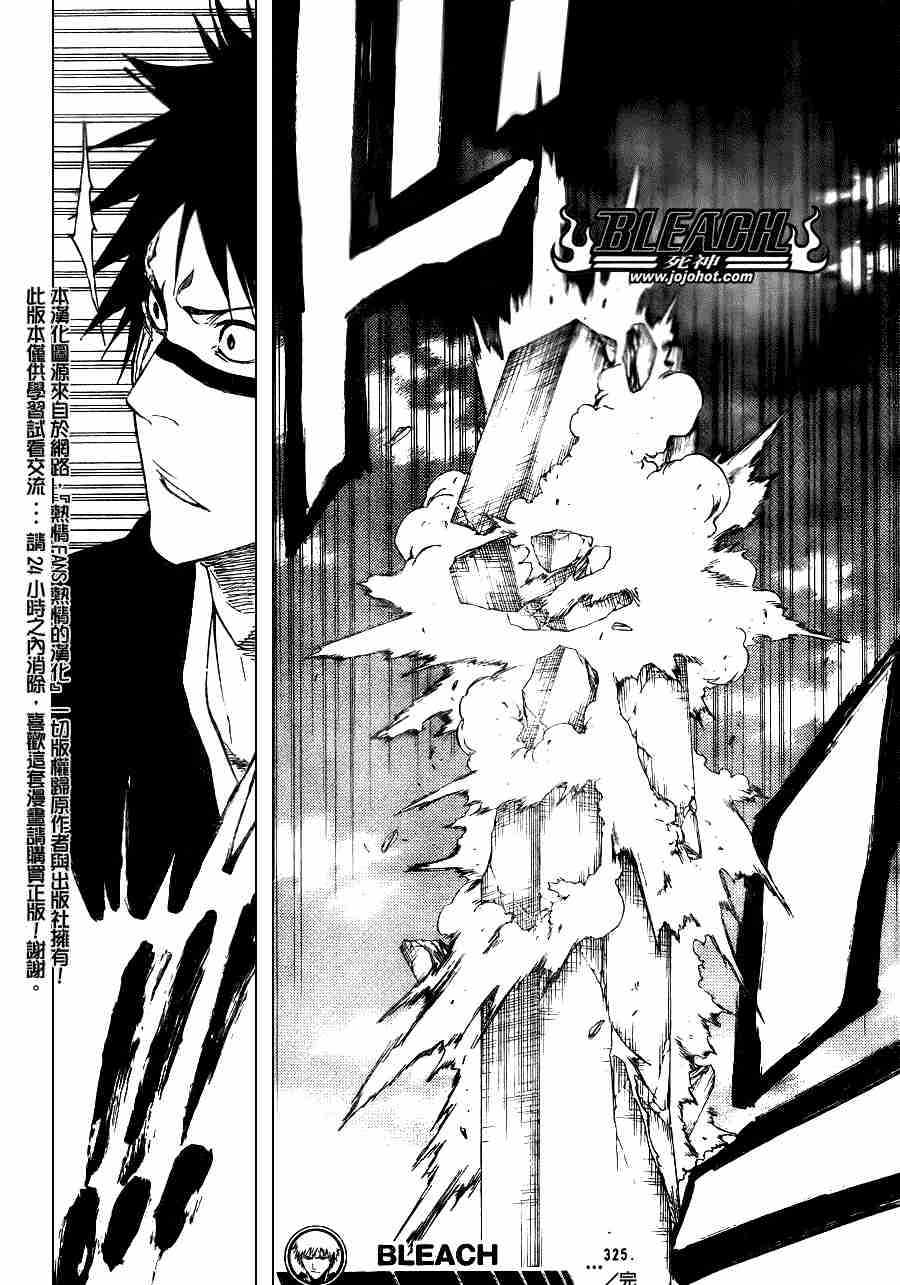 BLEACH
死神
www.jojohot.com
本漢化圖源來自於網路，『熱情FANS熱情的漢化』一切版權歸原作者與出版社擁有！
此版本僅供學習試看交流...請24小時之內消除，喜歡這套漫畫請購買正版！謝謝。
BLEACH
...325.
/完